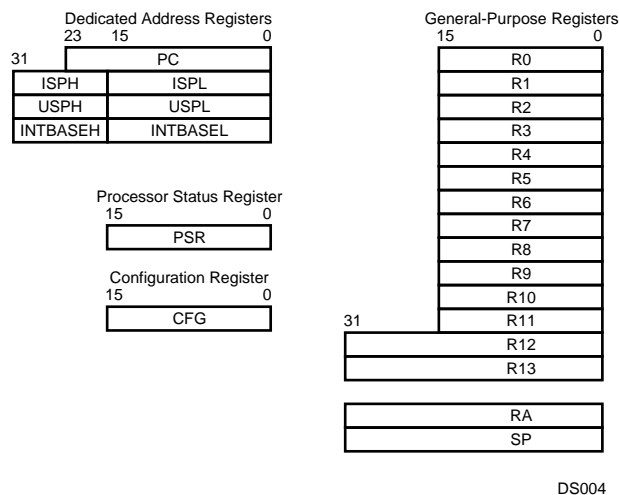 Dedicated Address Registers
23 15 0
31 PC
ISPH ISPL
USPH USPL
INTBASEH INTBASEL
Processor Status Register
15 0
PSR
Configuration Register
15 0
CFG
General-Purpose Registers
15 0
R0
R1
R2
R3
R4
R5
R6
R7
R8
R9
R10
31 R11
R12
R13
RA
SP
DS004